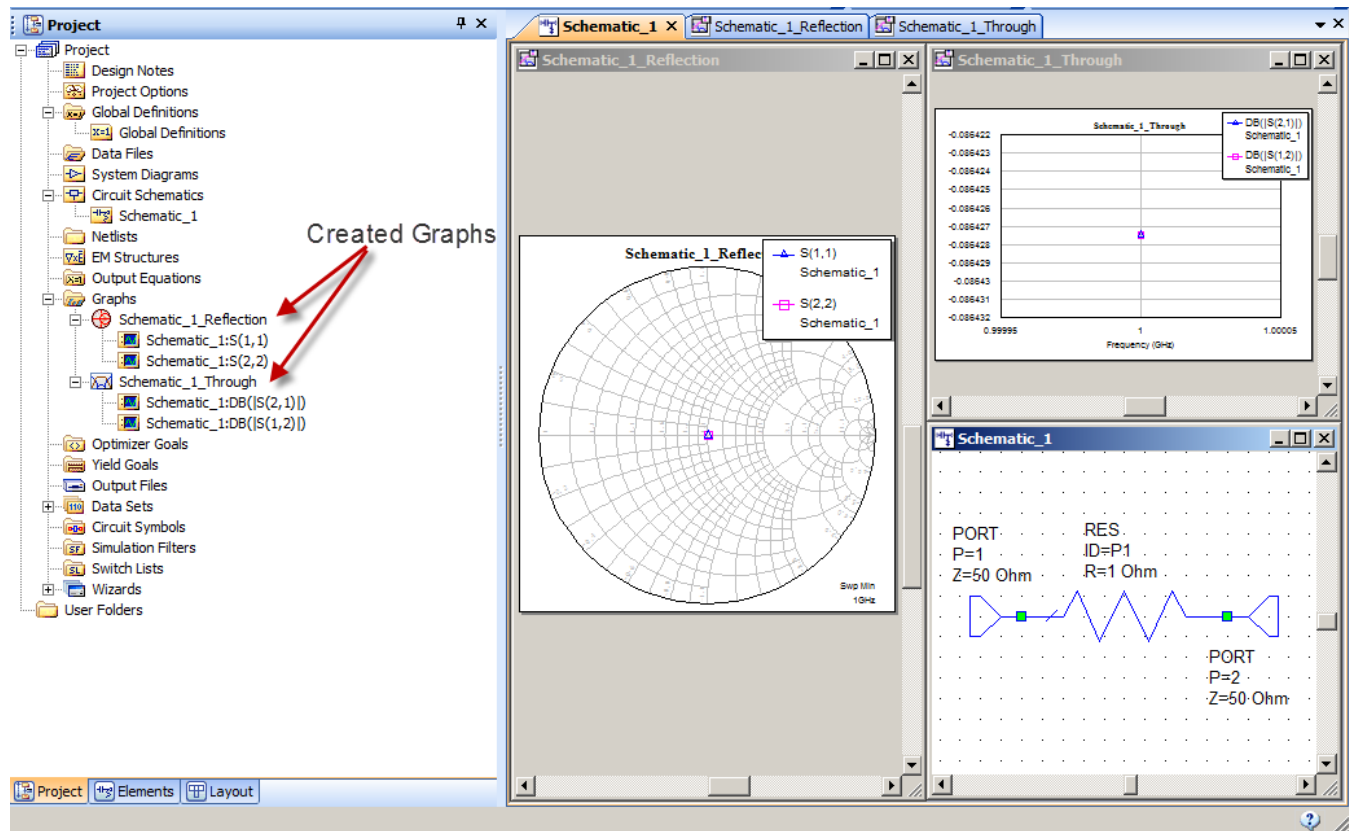 Project
Project
Design Notes
Project Options
Global Definitions
Global Definitions
Data Files
System Diagrams
Circuit Schematics
Schematic_1
Netlists
EM Structures
Output Equations
Graphs
Schematic_1_Reflection
Schematic_1:S(1,1)
Schematic_1:S(2,2)
Schematic_1_Through
Schematic_1:DB(|S(2,1)|)
Schematic_1:DB(|S(1,2)|)
Optimizer Goals
Yield Goals
Output Files
Data Sets
Circuit Symbols
Simulation Filters
Switch Lists
Wizards
User Folders
Created Graphs
Project Elements Layout
Schematic_1 Schematic_1_Reflection Schematic_1_Through
Schematic_1_Reflection
Schematic_1_Reflec
S(1,1)
Schematic_1
S(2,2)
Schematic_1
Swp Min
1GHz
Schematic_1_Through
Schematic_1_Through
DB(|S(2,1)|)
Schematic_1
DB(|S(1,2)|)
Schematic_1
-0.086422
-0.086423
-0.086424
-0.086425
-0.086426
-0.086427
-0.086428
-0.086429
-0.08643
-0.086431
-0.086432
0.99995 1 1.00005
Frequency (GHz)
Schematic_1
PORT
P=1
Z=50 Ohm
RES
ID=P1
R=1 Ohm
PORT
P=2
Z=50 Ohm